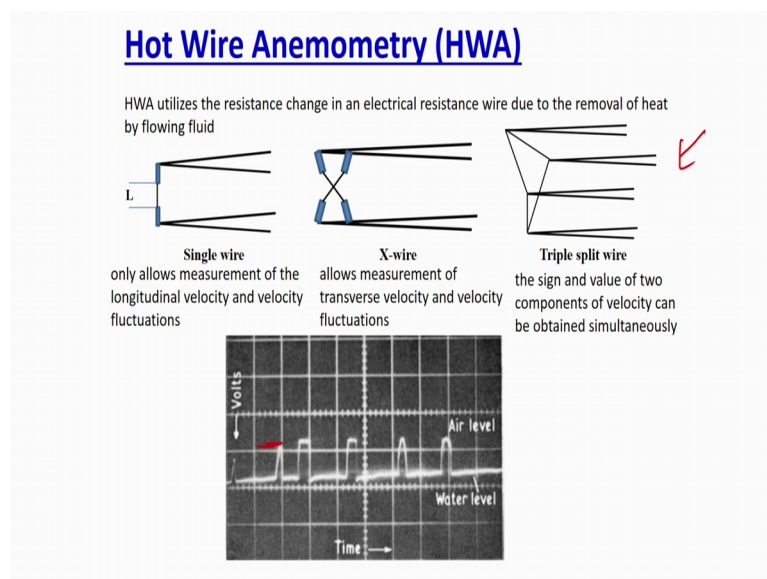 Hot Wire Anemometry (HWA)
HWA utilizes the resistance change in an electrical resistance wire due to the removal of heat
by flowing fluid
L
Single wire
only allows measurement of the
longitudinal velocity and velocity
fluctuations
X-wire
allows measurement of
transverse velocity and velocity
fluctuations
Triple split wire
the sign and value of two
components of velocity can
be obtained simultaneously
Volts
Air level
Water level
Time